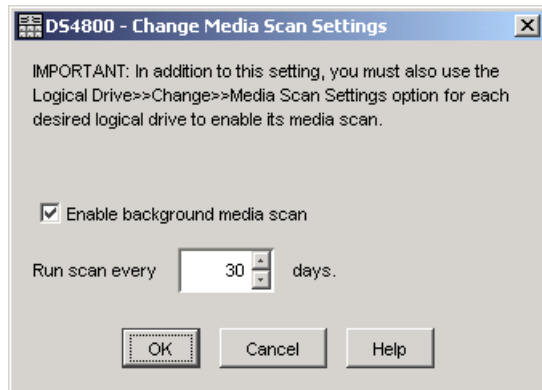 DS4800 - Change Media Scan Settings
IMPORTANT: In addition to this setting, you must also use the
Logical Drive>>Change>>Media Scan Settings option for each
desired logical drive to enable its media scan.
Enable background media scan
Run scan every 30 days.
OK Cancel Help